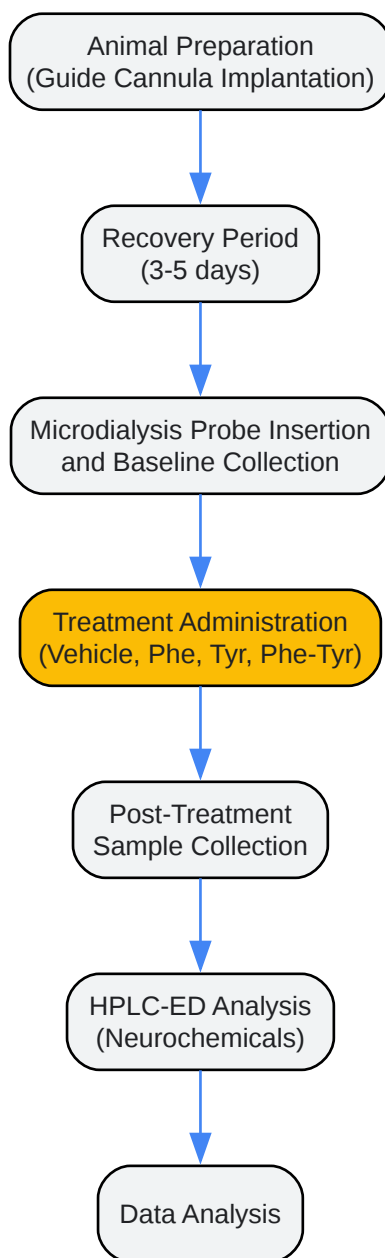 Animal Preparation
(Guide Cannula Implantation)
Recovery Period
(3-5 days)
Microdialysis Probe Insertion
and Baseline Collection
Treatment Administration
(Vehicle, Phe, Tyr, Phe-Tyr)
Post-Treatment
Sample Collection
HPLC-ED Analysis
(Neurochemicals)
Data Analysis